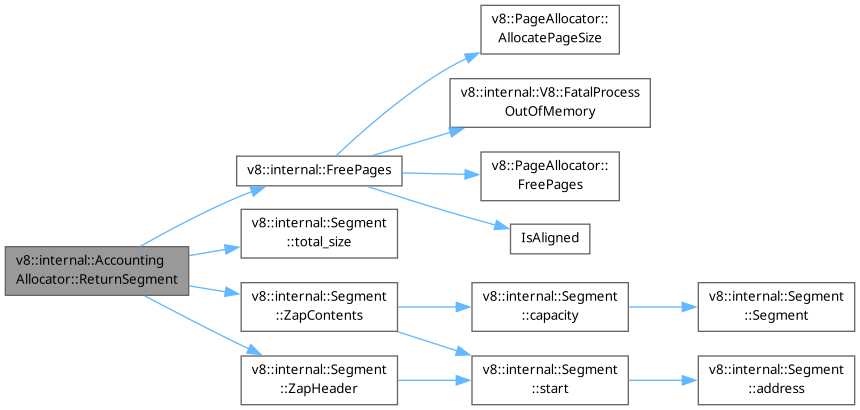 v8::internal::Accounting
Allocator::ReturnSegment
v8::internal::FreePages
v8::PageAllocator::
AllocatePageSize
v8::internal::V8::FatalProcess
OutOfMemory
v8::PageAllocator::
FreePages
IsAligned
v8::internal::Segment
::total_size
v8::internal::Segment
::ZapContents
v8::internal::Segment
::capacity
v8::internal::Segment
::Segment
v8::internal::Segment
::ZapHeader
v8::internal::Segment
::start
v8::internal::Segment
::address